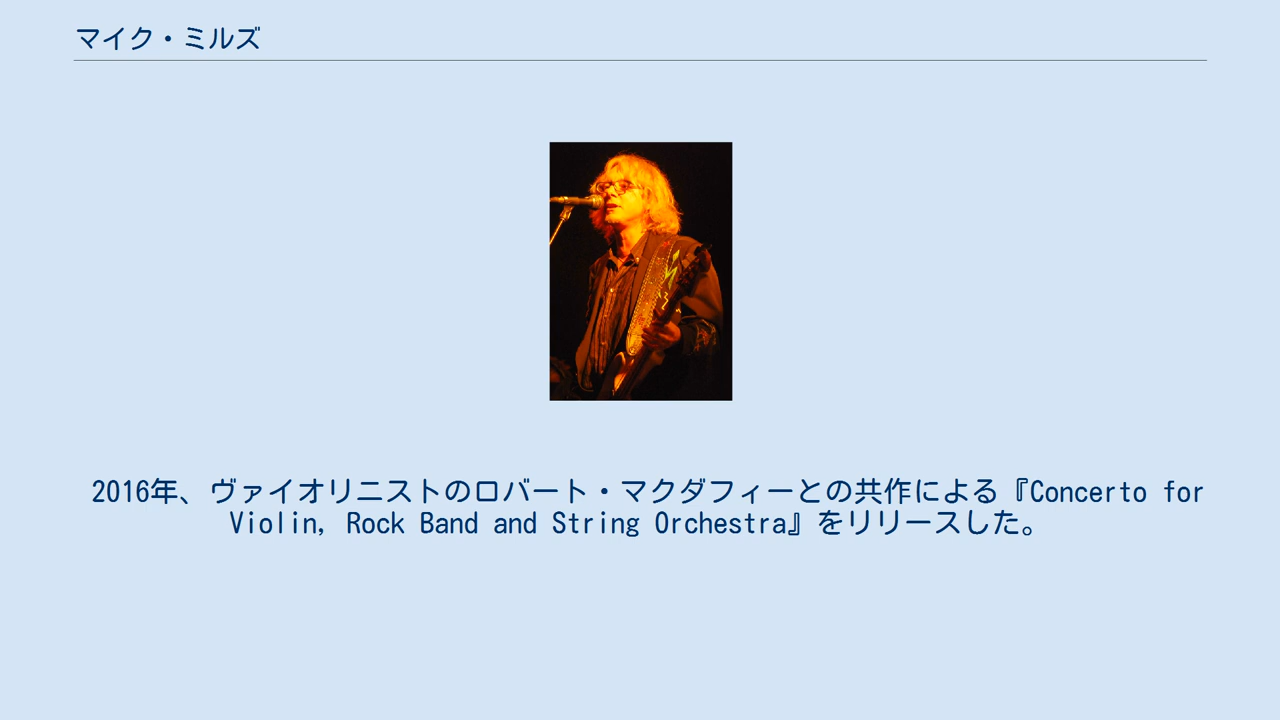 マイク・ミルズ
2016年、ヴァイオリニストのロバート・マクダフィーとの共作による『Concerto for
Violin, Rock Band and String Orchestra』をリリースした。